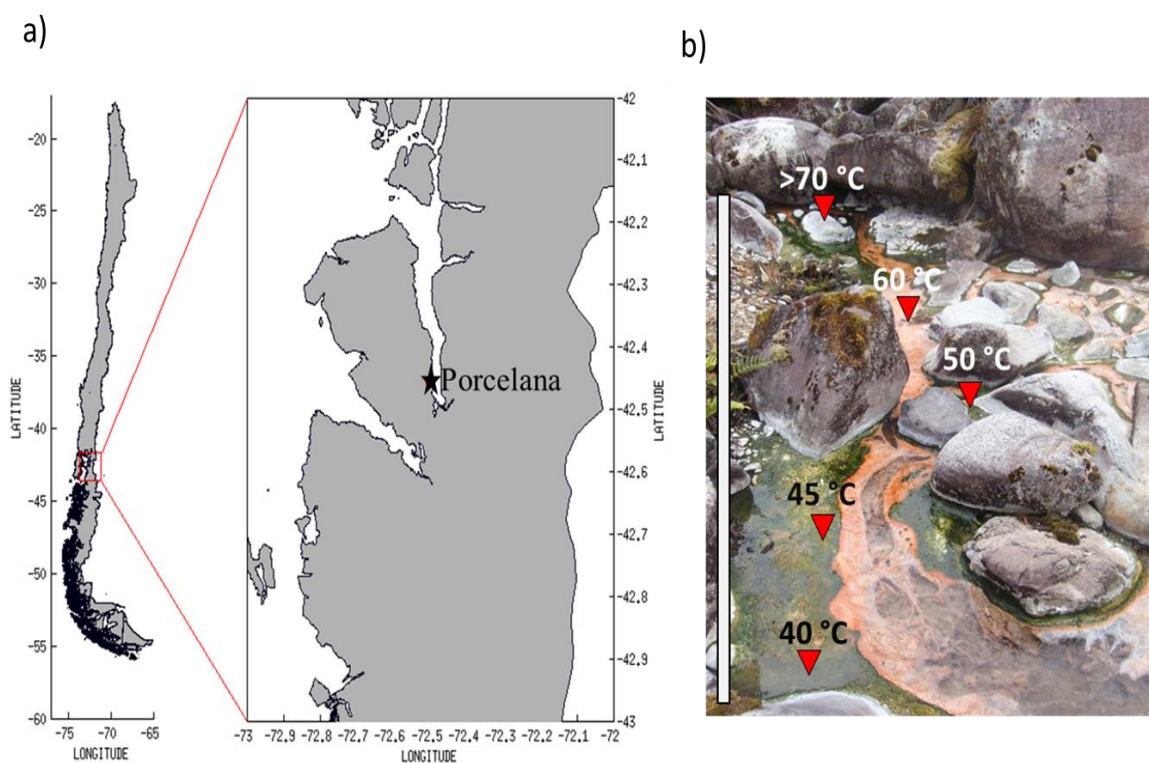 a)
b)
-20
-25
-30
-35
-40
-45
-50
-55
-60
LATITUDE
-75
-70
-65
LONGITUDE
Porcelana
-42
-42.1
-42.2
-42.3
-42.4
-42.5
-42.6
-42.7
-42.8
-42.9
-43
LATITUDE
-73
-72.9
-72.8
-72.7
-72.6
-72.5
-72.4
-72.3
-72.2
-72.1
-72
LONGITUDE
>70 °C
60 °C
50 °C
45 °C
40 °C